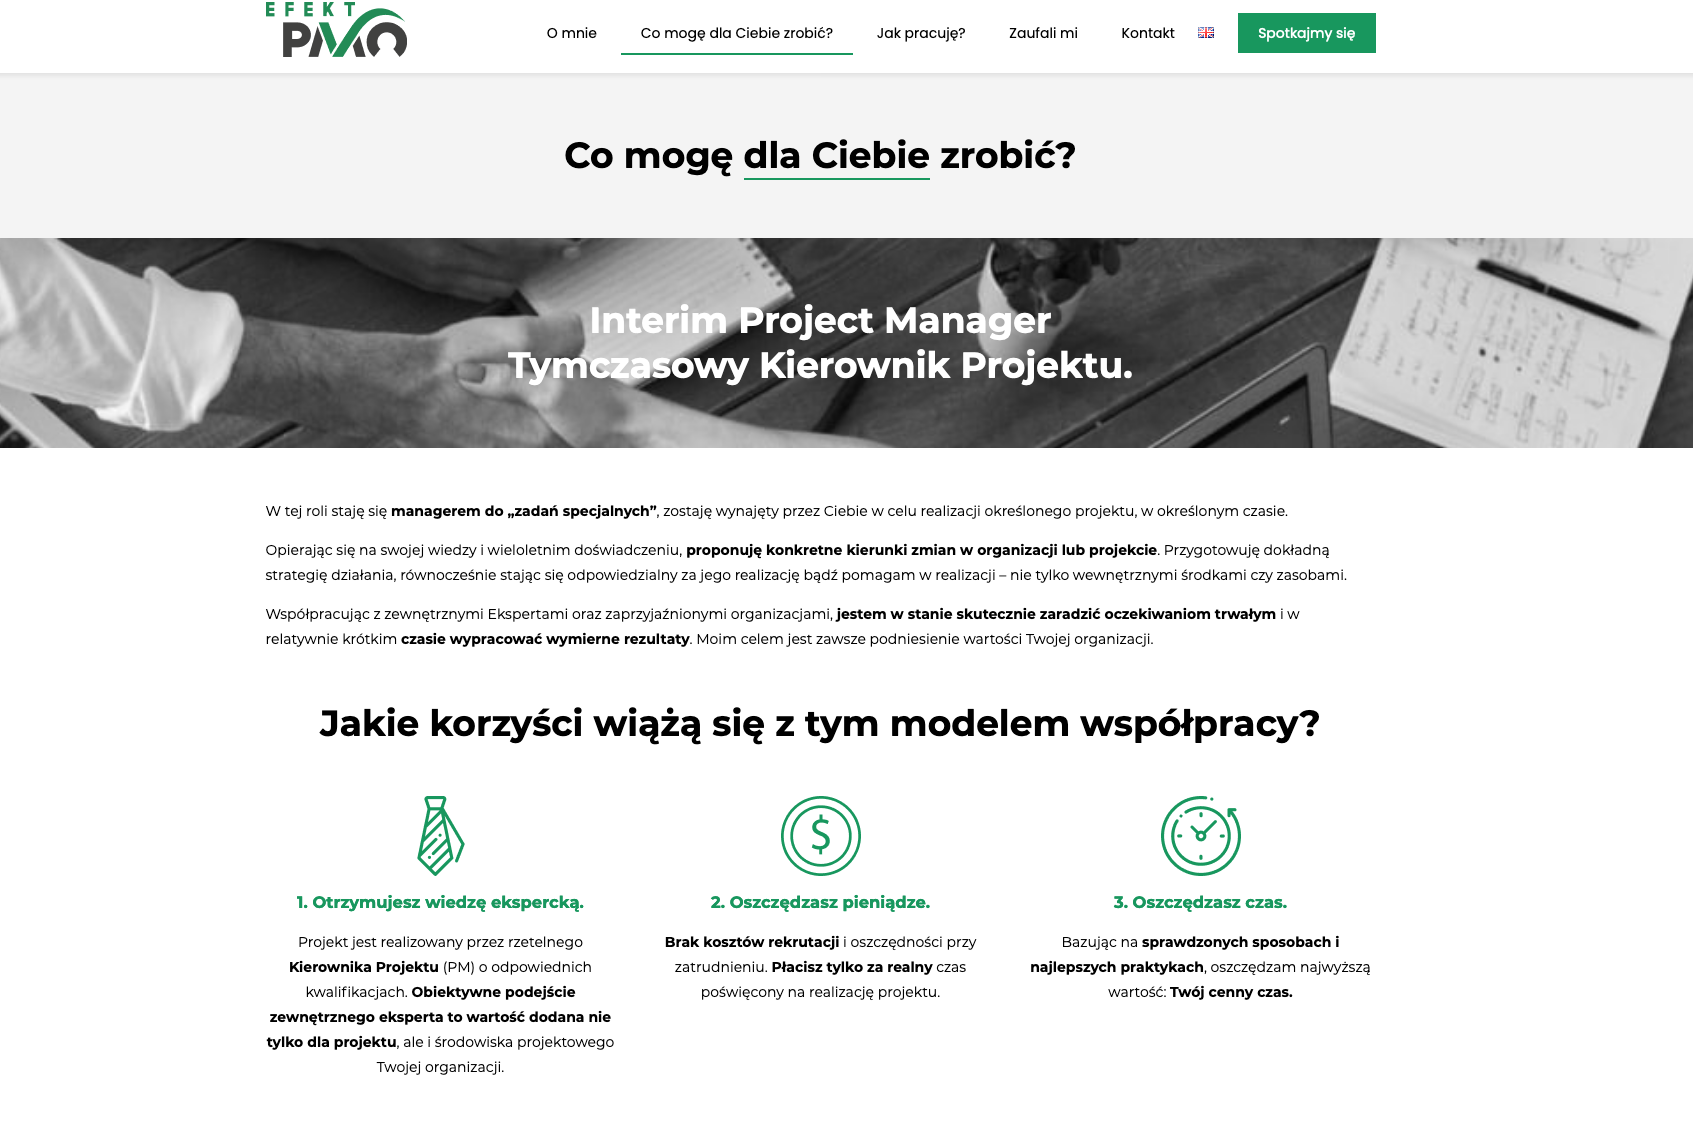 EFEKT
PMO
O mnie
Co mogę dla Ciebie zrobić?
Jak pracuję?
Zaufali mi
Kontakt
Spotkajmy się
Co mogę dla Ciebie zrobić?
Interim Project Manager
Tymczasowy Kierownik Projektu.
W tej roli staję się managerem do „zadań specjalnych”, zostaję wynajęty przez Ciebie w celu realizacji określonego projektu, w określonym czasie.
Opierając się na swojej wiedzy i wieloletnim doświadczeniu, proponuję konkretne kierunki zmian w organizacji lub projekcie. Przygotowuję dokładną
strategię działania, równocześnie stając się odpowiedzialny za jego realizację bądź pomagam w realizacji – nie tylko wewnętrznymi środkami czy zasobami.
Współpracując z zewnętrznymi Ekspertami oraz zaprzyjaźnionymi organizacjami, jestem w stanie skutecznie zaradzić oczekiwaniom trwałym i w
relatywnie krótkim czasie wypracować wymierne rezultaty. Moim celem jest zawsze podniesienie wartości Twojej organizacji.
Jakie korzyści wiążą się z tym modelem współpracy?
$
1. Otrzymujesz wiedzę ekspercką.
Projekt jest realizowany przez rzetelnego
Kierownika Projektu (PM) o odpowiednich
kwalifikacjach. Obiektywne podejście
zewnętrznego eksperta to wartość dodana nie
tylko dla projektu, ale i środowiska projektowego
Twojej organizacji.
2. Oszczędzasz pieniądze.
Brak kosztów rekrutacji i oszczędności przy
zatrudnieniu. Płacisz tylko za realny czas
poświęcony na realizację projektu.
3. Oszczędzasz czas.
Bazując na sprawdzonych sposobach i
najlepszych praktykach, oszczędzam najwyższą
wartość: Twój cenny czas.